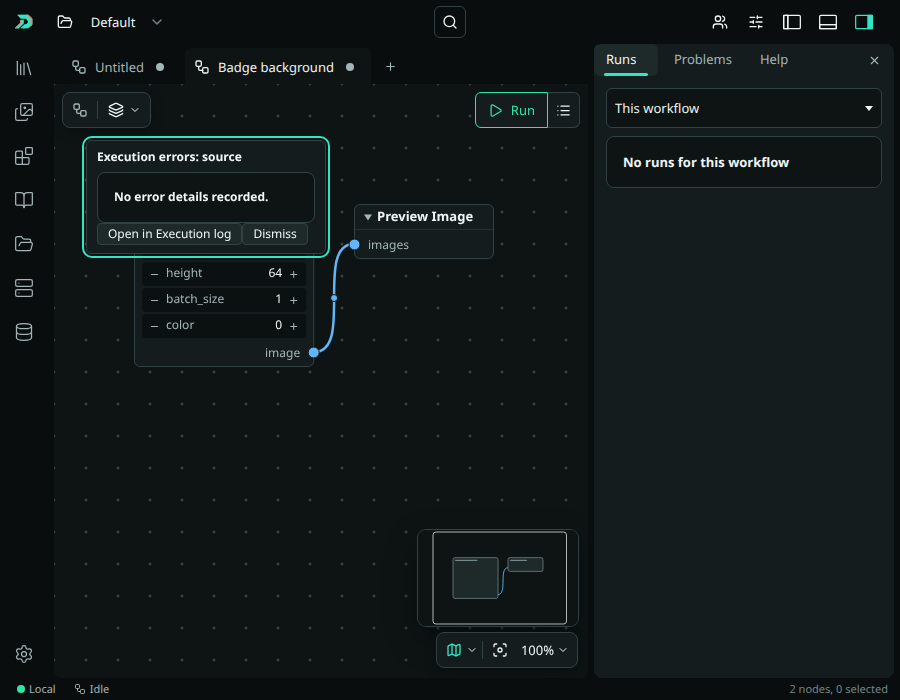 Default
Untitled
Badge background
Run
Execution errors: source
No error details recorded.
Open in Execution log
Dismiss
Preview Image
images
height 64
batch_size 1
color 0
image
100%
Runs
Problems
Help
This workflow
No runs for this workflow
Local
Idle
2 nodes, 0 selected